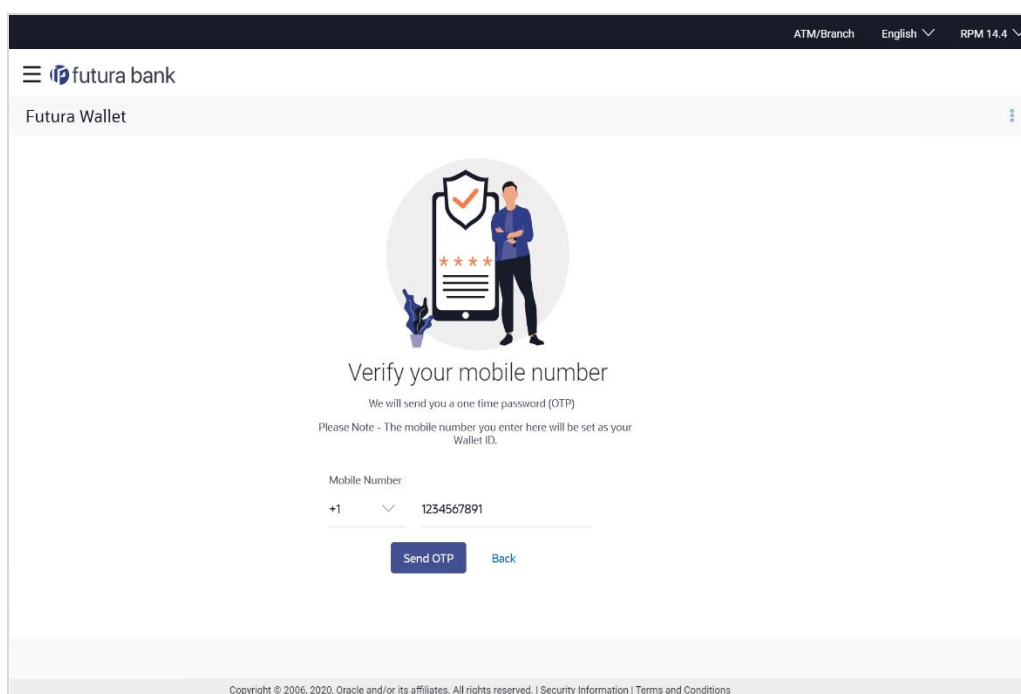 ATM/Branch English RPM 14.4
futura bank
Futura Wallet
* * * *
Verify your mobile number
We will send you a one time password (OTP)
Please Note - The mobile number you enter here will be set as your
Wallet ID.
Mobile Number
+1 1234567891
Send OTP Back
Copyright © 2006, 2020, Oracle and/or its affiliates. All rights reserved. | Security Information | Terms and Conditions